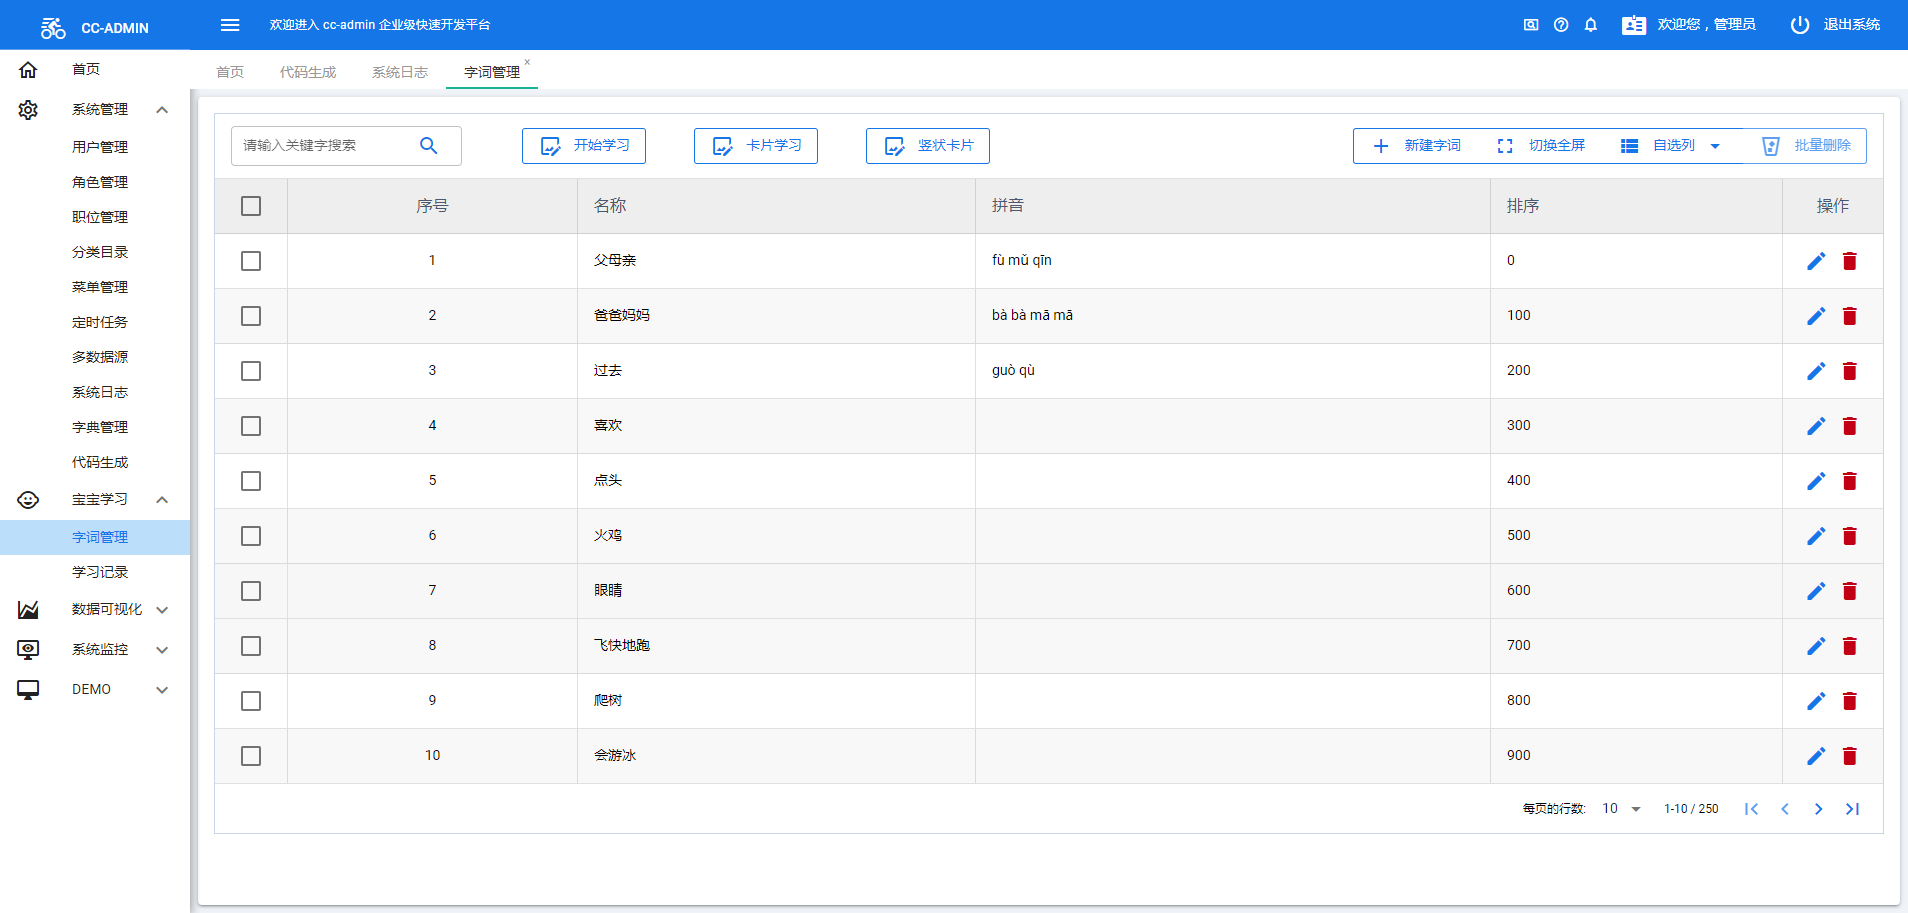 CC-ADMIN
欢迎进入 cc-admin 企业级快速开发平台
欢迎您，管理员
退出系统
首页
系统管理
用户管理
角色管理
职位管理
分类目录
菜单管理
定时任务
多数据源
系统日志
字典管理
代码生成
宝宝学习
字词管理
学习记录
数据可视化
系统监控
DEMO
首页 代码生成 系统日志 字词管理 ×
请输入关键字搜索 开始学习 卡片学习 竖状卡片 新建字词 切换全屏 自选列 批量删除
序号 名称 拼音 排序 操作
1 父母亲 fù mǔ qīn 0
2 爸爸妈妈 bà bà mā mā 100
3 过去 guò qù 200
4 喜欢 300
5 点头 400
6 火鸡 500
7 眼睛 600
8 飞快地跑 700
9 爬树 800
10 会游泳 900
每页的行数: 10 1-10 / 250